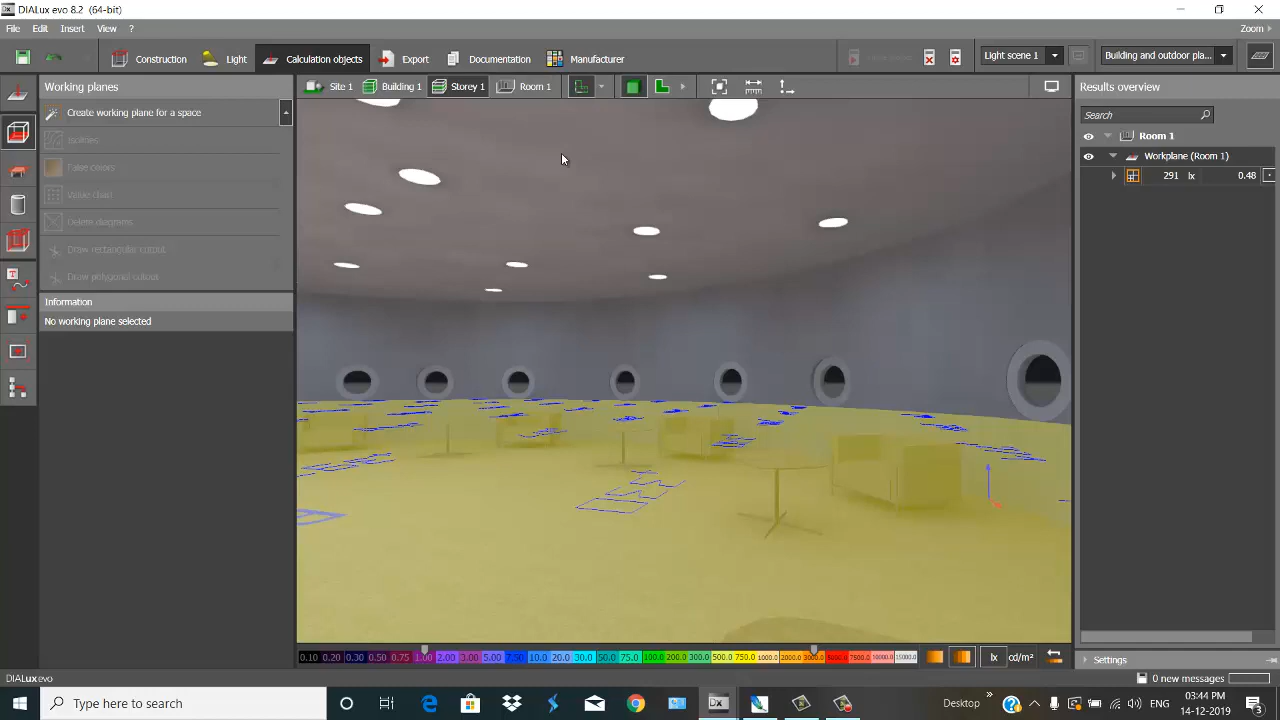 DIALux evo 8.2 (64-bit)
File Edit Insert View ?
Zoom
Construction Light Calculation objects Export Documentation Manufacturer
Light scene 1
Building and outdoor pla...
Working planes
Site 1 Building 1 Storey 1 Room 1
Results overview
Create working plane for a space
Search
Isolines
Room 1
False colors
Workplane (Room 1)
Value chart
291 lx 0.48
Delete diagrams
Draw rectangular cutout
Draw polygonal cutout
Information
No working plane selected
0.10 0.20 0.30 0.50 0.75 1.00 2.00 3.00 5.00 7.50 10.0 20.0 30.0 50.0 75.0 100.0 200.0 300.0 500.0 750.0 1000.0 2000.0 3000.0 5000.0 7500.0 10000.0 15000.0
lx cd/m²
Settings
DIALux evo
0 new messages
Type here to search
Desktop
ENG
03:44 PM
14-12-2019